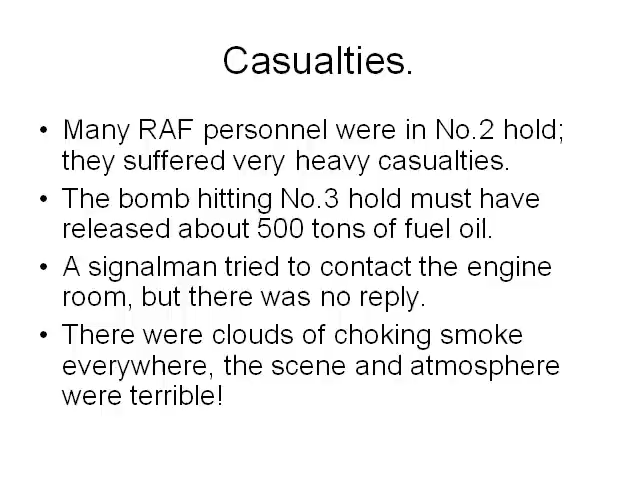 Casualties.
• Many RAF personnel were in No.2 hold;
they suffered very heavy casualties.
• The bomb hitting No.3 hold must have
released about 500 tons of fuel oil.
• A signalman tried to contact the engine
room, but there was no reply.
• There were clouds of choking smoke
everywhere, the scene and atmosphere
were terrible!